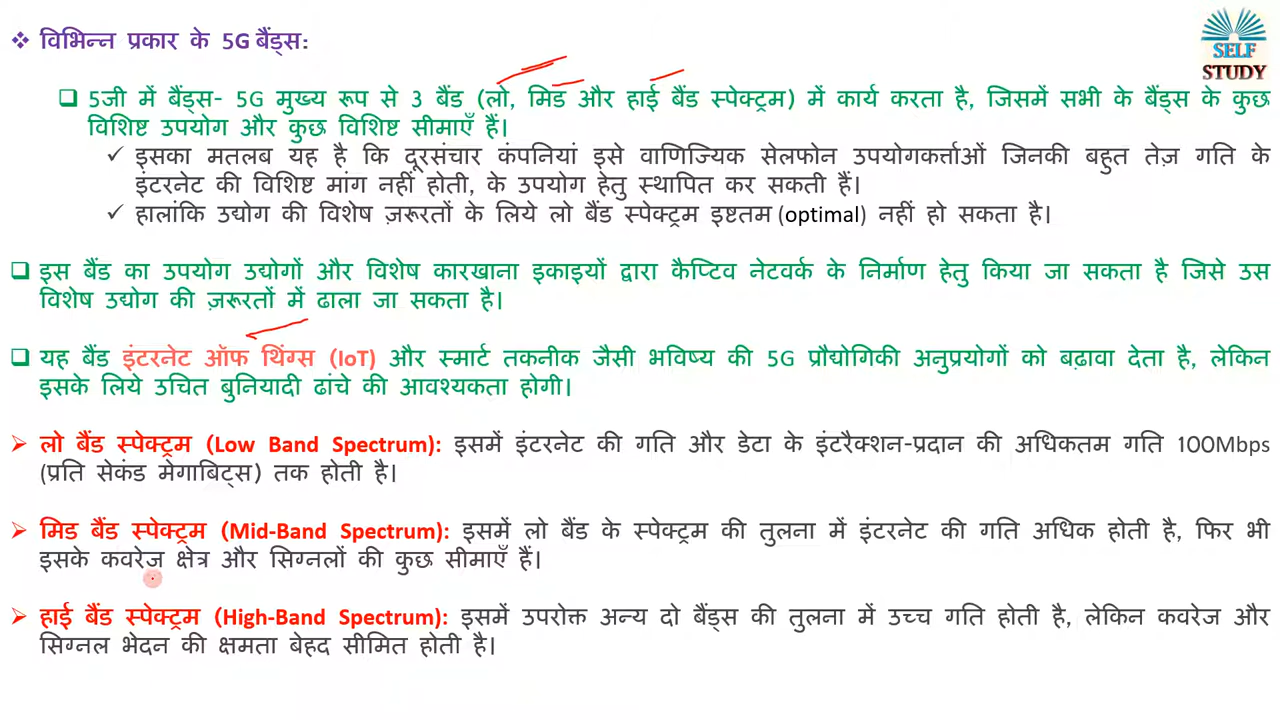 ❖ विभिन्न प्रकार के 5G बैंड्स:
SELF
STUDY
❑ 5जी में बैंड्स- 5G मुख्य रूप से 3 बैंड (लो, मिड और हाई बैंड स्पेक्ट्रम) में कार्य करता है, जिसमें सभी के बैंड्स के कुछ
विशिष्ट उपयोग और कुछ विशिष्ट सीमाएँ हैं।
✓ इसका मतलब यह है कि दूरसंचार कंपनियां इसे वाणिज्यिक सेलफोन उपयोगकर्त्ताओं जिनकी बहुत तेज़ गति के
इंटरनेट की विशिष्ट मांग नहीं होती, के उपयोग हेतु स्थापित कर सकती हैं।
✓ हालांकि उद्योग की विशेष ज़रूरतों के लिये लो बैंड स्पेक्ट्रम इष्टतम (optimal) नहीं हो सकता है।
❑ इस बैंड का उपयोग उद्योगों और विशेष कारखाना इकाइयों द्वारा कैप्टिव नेटवर्क के निर्माण हेतु किया जा सकता है जिसे उस
विशेष उद्योग की ज़रूरतों में ढाला जा सकता है।
❑ यह बैंड इंटरनेट ऑफ थिंग्स (IoT) और स्मार्ट तकनीक जैसी भविष्य की 5G प्रौद्योगिकी अनुप्रयोगों को बढ़ावा देता है, लेकिन
इसके लिये उचित बुनियादी ढांचे की आवश्यकता होगी।
➢ लो बैंड स्पेक्ट्रम (Low Band Spectrum): इसमें इंटरनेट की गति और डेटा के इंटरैक्शन-प्रदान की अधिकतम गति 100Mbps
(प्रति सेकंड मेगाबिट्स) तक होती है।
➢ मिड बैंड स्पेक्ट्रम (Mid-Band Spectrum): इसमें लो बैंड के स्पेक्ट्रम की तुलना में इंटरनेट की गति अधिक होती है, फिर भी
इसके कवरेज क्षेत्र और सिग्नलों की कुछ सीमाएँ हैं।
➢ हाई बैंड स्पेक्ट्रम (High-Band Spectrum): इसमें उपरोक्त अन्य दो बैंड्स की तुलना में उच्च गति होती है, लेकिन कवरेज और
सिग्नल भेदन की क्षमता बेहद सीमित होती है।